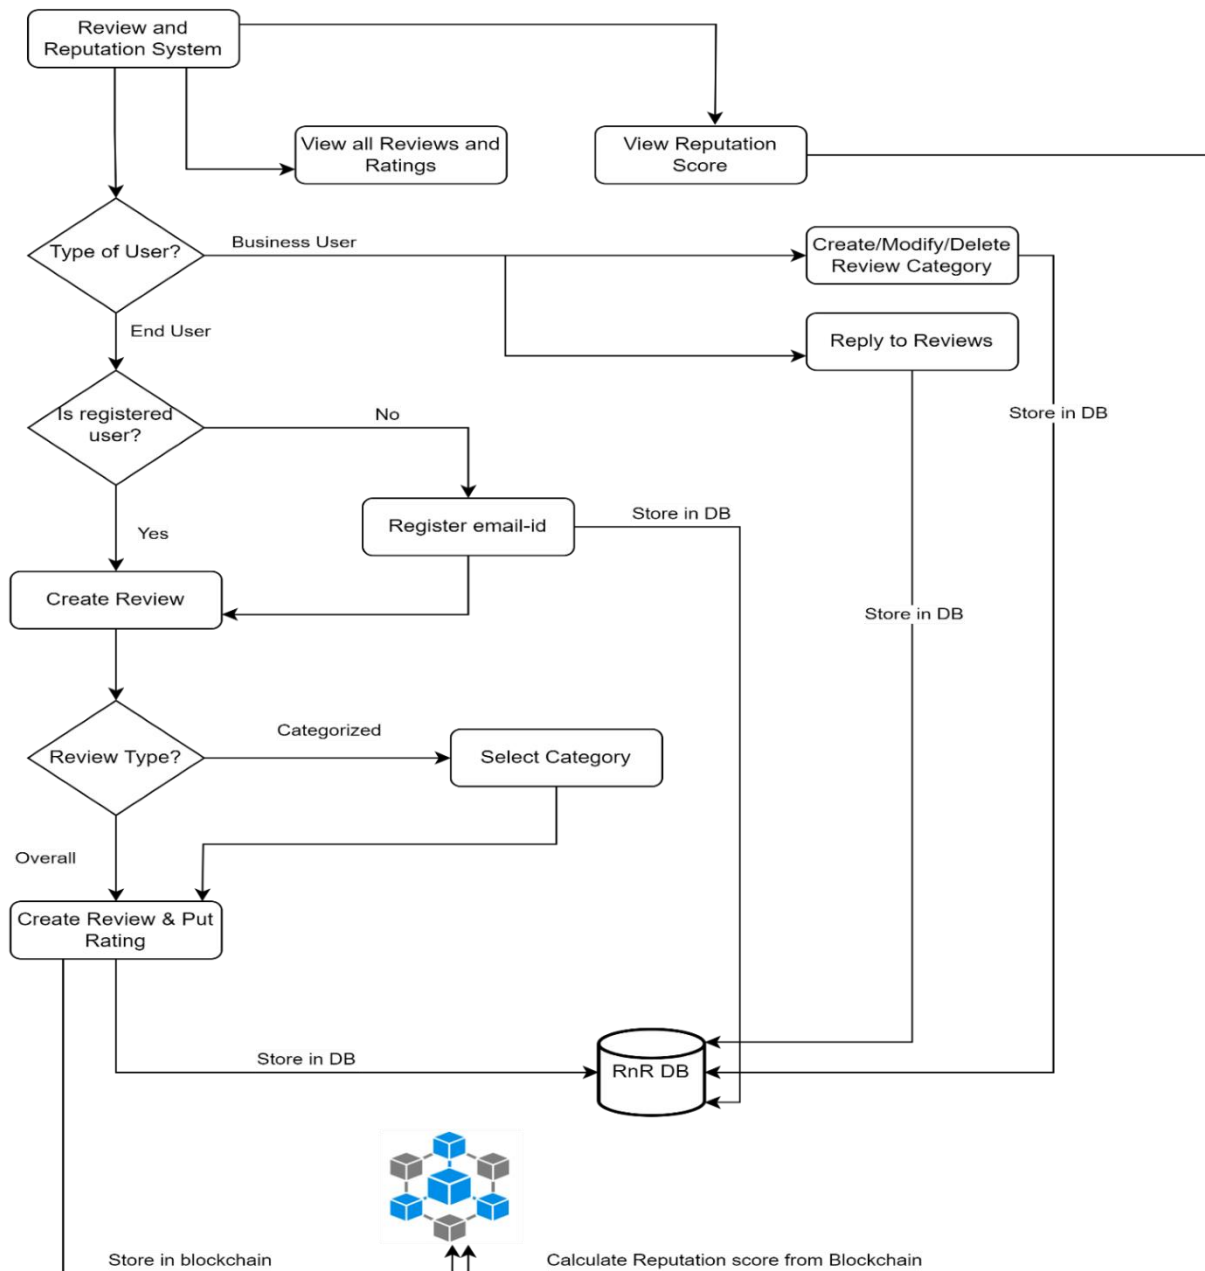 Review and
Reputation System
View all Reviews and
Ratings
View Reputation
Score
Type of User?
Business User
Create/Modify/Delete
Review Category
End User
Reply to Reviews
Is registered
user?
No
Store in DB
Register email-id
Store in DB
Yes
Create Review
Store in DB
Review Type?
Categorized
Select Category
Overall
Create Review & Put
Rating
Store in DB
RnR DB
Store in blockchain
Calculate Reputation score from Blockchain